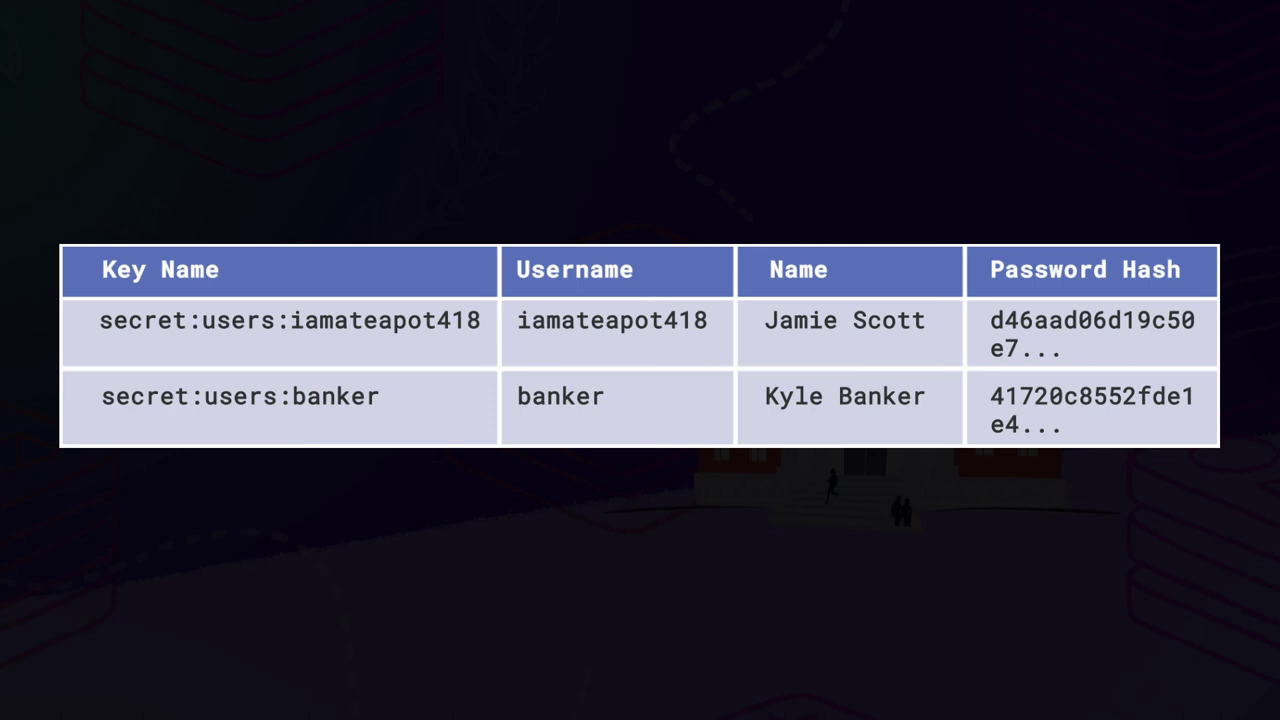 Key Name Username Name Password Hash
secret:users:iamateapot418 iamateapot418 Jamie Scott d46aad06d19c50
e7...
secret:users:banker banker Kyle Banker 41720c8552fde1
e4...